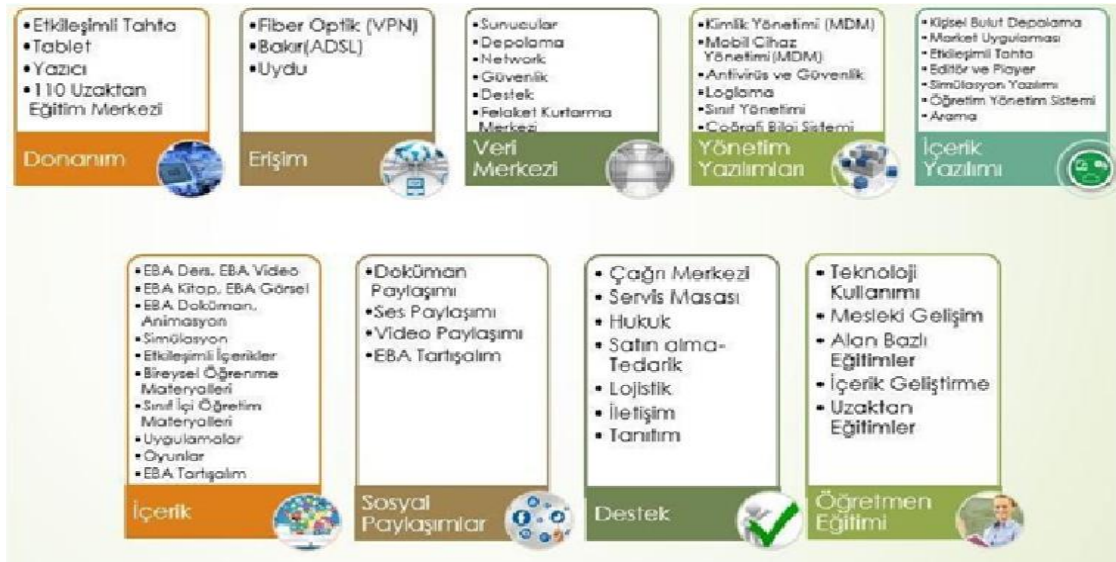 •Etkileşimli Tahta
•Tablet
•Yazıcı
•110 Uzaktan
Eğitim Merkezi
Donanım
•Fiber Optik (VPN)
•Bakır(ADSL)
•Uydu
Erişim
•Sunucular
•Depolama
•Network
•Güvenlik
•Destek
•Felaket Kurtarma
Merkezi
Veri
Merkezi
•Kimlik Yönetimi (MDM)
•Mobil Cihaz
Yönetimi(MDM)
•Antivirüs ve Güvenlik
•Loglama
•Sınıf Yönetimi
•Coğrafi Bilgi Sistemi
Yönetim
Yazılımları
•Kişisel Bulut Depolama
•Market Uygulaması
•Etkileşimli Tahta
•Editör ve Player
•Simülasyon Yazılımı
•Öğretim Yönetim Sistemi
•Arama
İçerik
Yazılımı
•EBA Ders, EBA Video
•EBA Kitap, EBA Görsel
•EBA Doküman,
Animasyon
•Simülasyon
•Etkileşimli İçerikler
•Bireysel Öğrenme
Materyalleri
•Sınıf İçi Öğretim
Materyalleri
•Uygulamalar
•Oyunlar
•EBA Tartışalım
İçerik
•Doküman
Paylaşımı
•Ses Paylaşımı
•Video Paylaşımı
•EBA Tartışalım
Sosyal
Paylaşımlar
• Çağrı Merkezi
• Servis Masası
• Hukuk
• Satın alma-
Tedarik
• Lojistik
• İletişim
• Tanıtım
Destek
• Teknoloji
Kullanımı
• Mesleki Gelişim
• Alan Bazlı
Eğitimler
• İçerik Geliştirme
• Uzaktan
Eğitimler
Öğretmen
Eğitimi